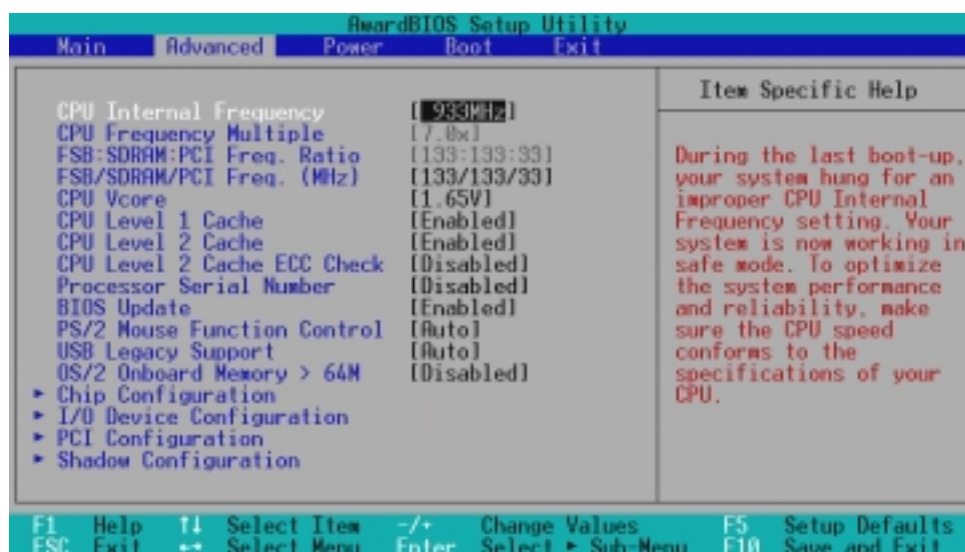 AwardBIOS Setup Utility
Main Advanced Power Boot Exit
Item Specific Help
CPU Internal Frequency [ 933MHz]
CPU Frequency Multiple [7.0x]
FSB:SDRAM:PCI Freq. Ratio [133:133:33]
FSB/SDRAM/PCI Freq. (MHz) [133/133/33]
CPU Vcore [1.65V]
CPU Level 1 Cache [Enabled]
CPU Level 2 Cache [Enabled]
CPU Level 2 Cache ECC Check [Disabled]
Processor Serial Number [Disabled]
BIOS Update [Enabled]
PS/2 Mouse Function Control [Auto]
USB Legacy Support [Auto]
OS/2 Onboard Memory > 64M [Disabled]
► Chip Configuration
► I/O Device Configuration
► PCI Configuration
► Shadow Configuration
During the last boot-up,
your system hung for an
improper CPU Internal
Frequency setting. Your
system is now working in
safe mode. To optimize
the system performance
and reliability, make
sure the CPU speed
conforms to the
specifications of your
CPU.
F1 Help ↑↓ Select Item -/+ Change Values F5 Setup Defaults
ESC Exit ←→ Select Menu Enter Select ► Sub-Menu F10 Save and Exit